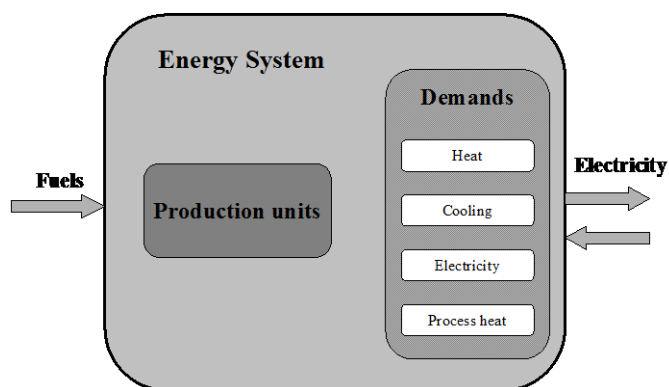 Energy System
Demands
Heat
Fuels
Electricity
Production units
Cooling
Electricity
Process heat